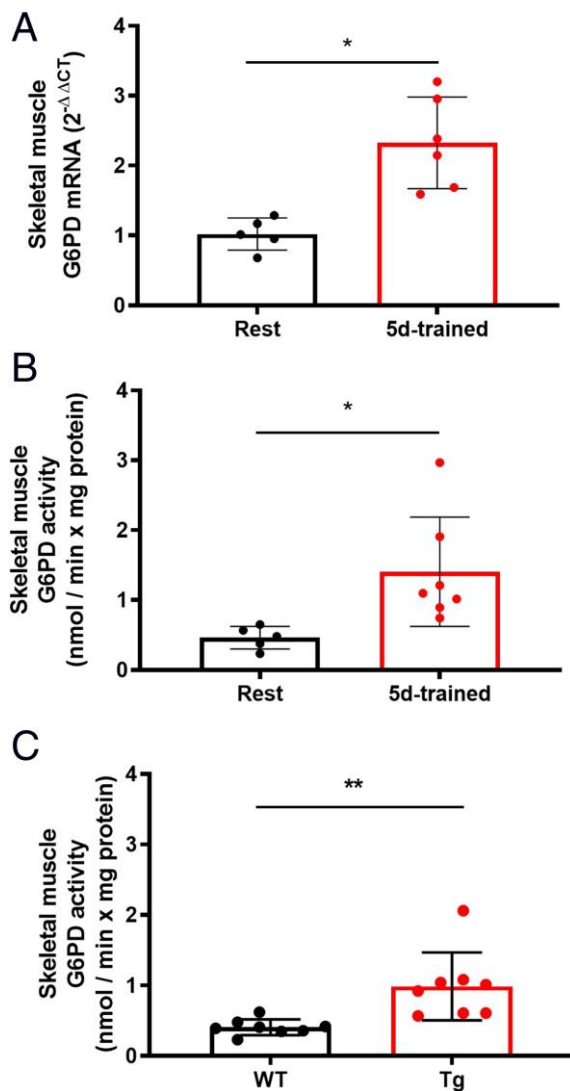 A
Skeletal muscle
G6PD mRNA (2^-ΔΔCT)
4
3
2
1
0
*
Rest
5d-trained
B
Skeletal muscle
G6PD activity
(nmol / min x mg protein)
4
3
2
1
0
*
Rest
5d-trained
C
Skeletal muscle
G6PD activity
(nmol / min x mg protein)
4
3
2
1
0
**
WT
Tg